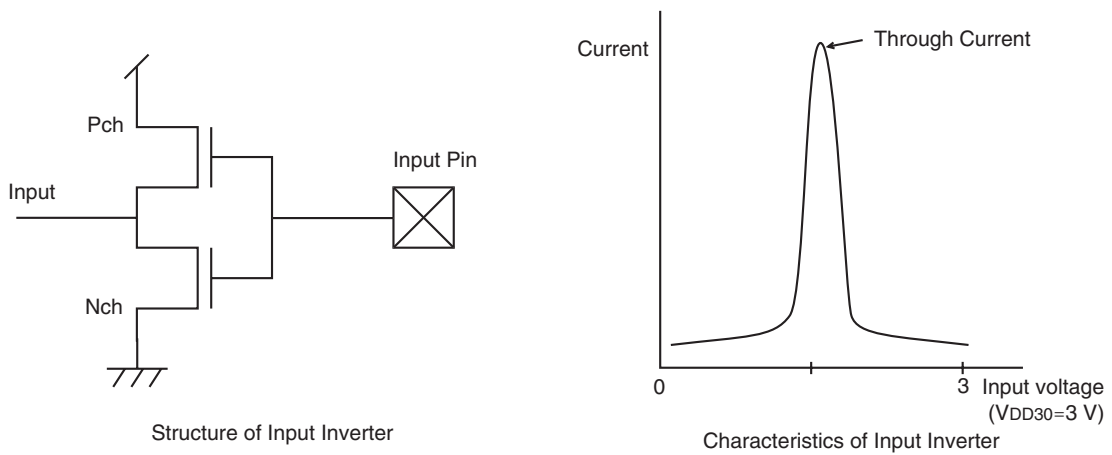 Pch
Input
Nch
Input Pin
Structure of Input Inverter
Current
Through Current
0
3
Input voltage
(VDD30=3 V)
Characteristics of Input Inverter